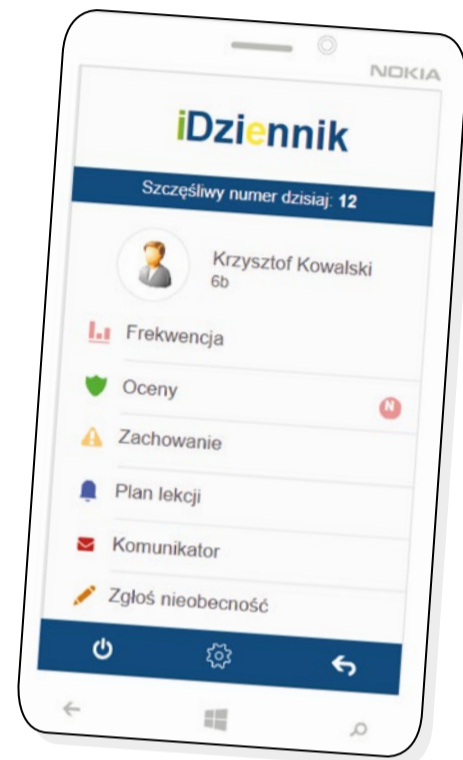 NOKIA
iDziennik
Szczęśliwy numer dzisiaj: 12
Krzysztof Kowalski
6b
Frekwencja
Oceny
N
Zachowanie
Plan lekcji
Komunikator
Zgłoś nieobecność